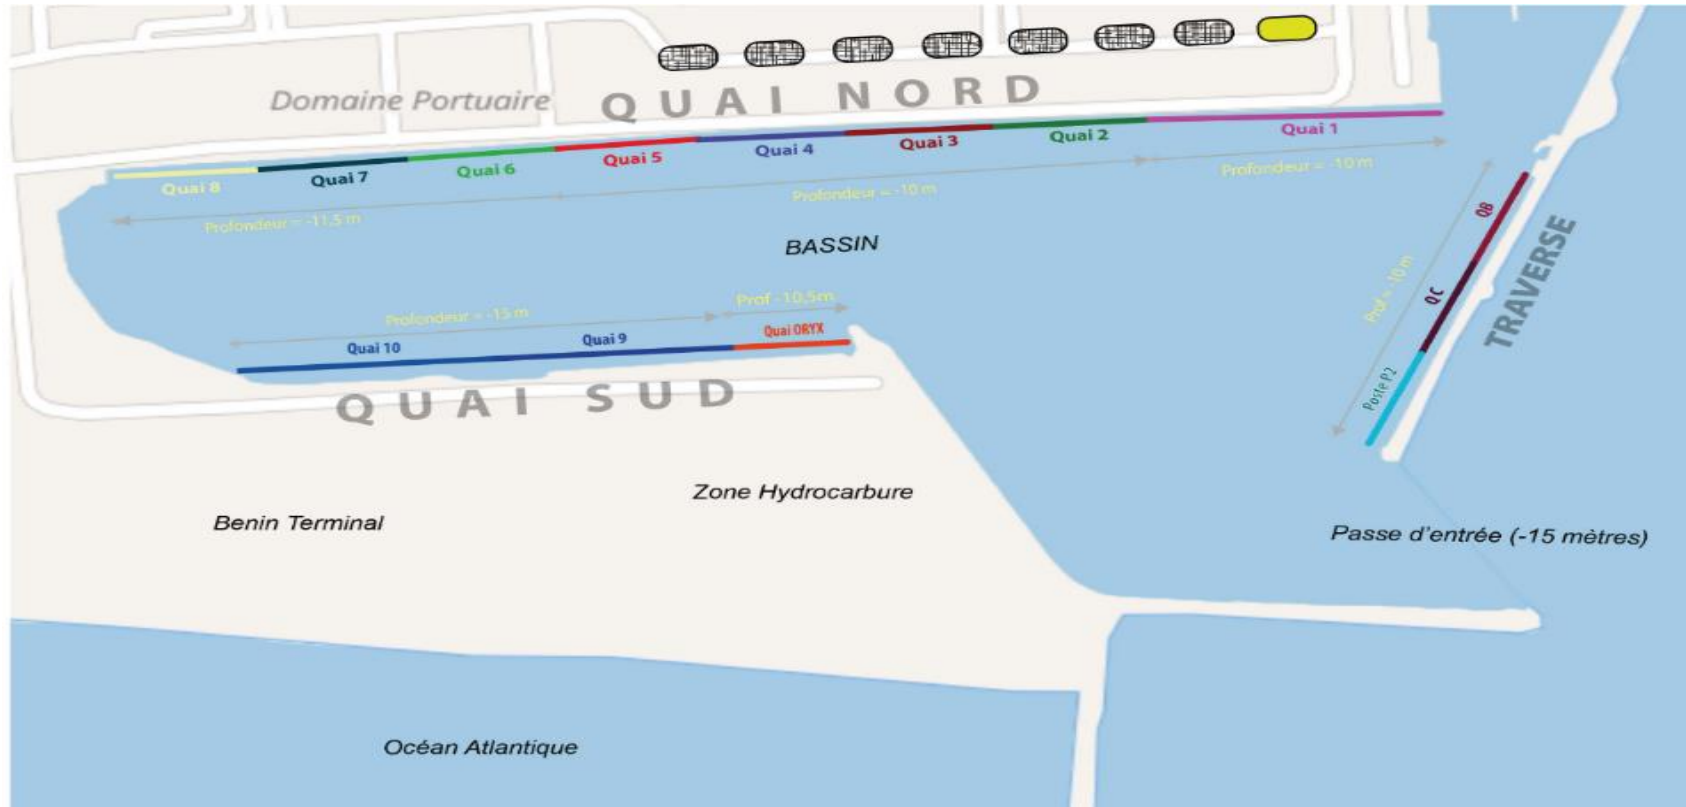 Domaine Portuaire
QUAI NORD
Quai 8
Quai 7
Quai 6
Quai 5
Quai 4
Quai 3
Quai 2
Quai 1
Profondeur = -11,5 m
Profondeur = -10 m
Profondeur = -10 m
BASSIN
QB
QC
Poste P2
Prof = -10 m
TRAVERSE
Profondeur = -15 m
Prof -10,5m
Quai 10
Quai 9
Quai ORYX
QUAI SUD
Zone Hydrocarbure
Benin Terminal
Passe d'entrée (-15 mètres)
Océan Atlantique